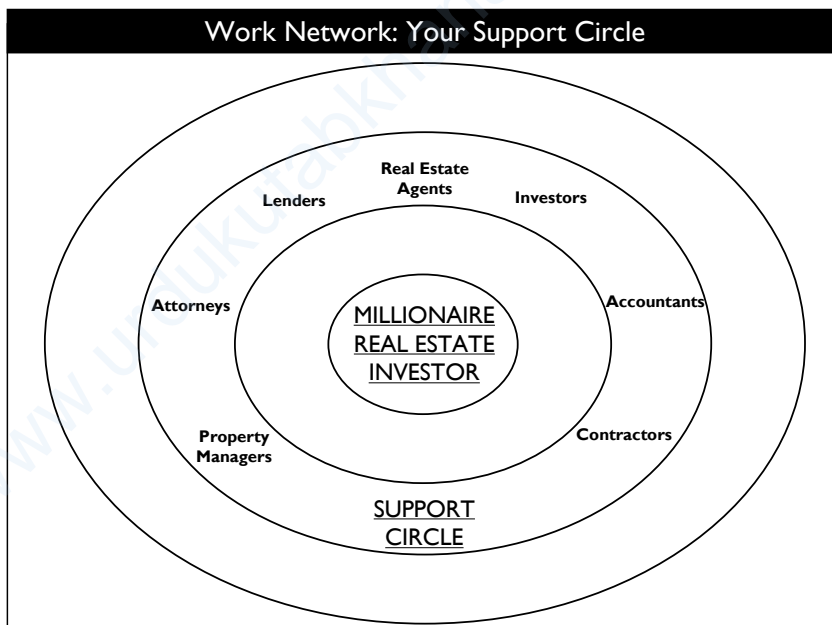 Work Network: Your Support Circle
Real Estate
Agents
Lenders
Investors
Attorneys
Accountants
MILLIONAIRE
REAL ESTATE
INVESTOR
Property
Managers
Contractors
SUPPORT
CIRCLE